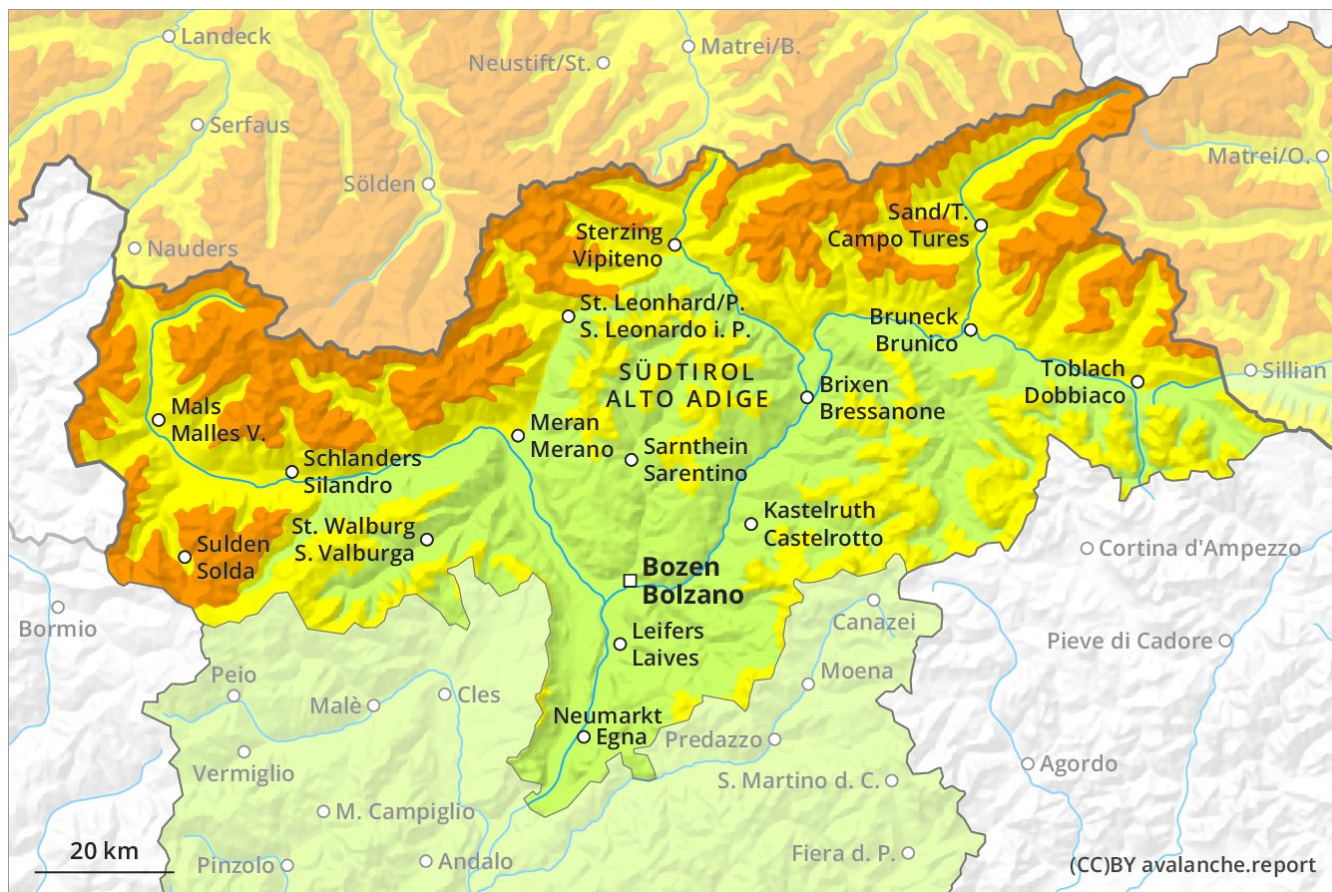 Landeck
Matrei/B.
Neustift/St.
Serfaus
Matrei/O.
Sölden
Sand/T.
Campo Tures
Sterzing
Vipiteno
Nauders
St. Leonhard/P.
S. Leonardo i. P.
Bruneck
Brunico
SÜDTIROL
ALTO ADIGE
Toblach
Dobbiaco
Sillian
Brixen
Bressanone
Mals
Malles V.
Meran
Merano
Sarnthein
Sarentino
Schlanders
Silandro
Kastelruth
Castelrotto
St. Walburg
S. Valburga
Sulden
Solda
Cortina d'Ampezzo
Bozen
Bolzano
Bormio
Canazei
Leifers
Laives
Pieve di Cadore
Peio
Moena
Malè
Cles
Neumarkt
Egna
Predazzo
Vermiglio
Agordo
S. Martino d. C.
M. Campiglio
20 km
Pinzolo
Andalo
Fiera d. P.
(CC)BY avalanche.report